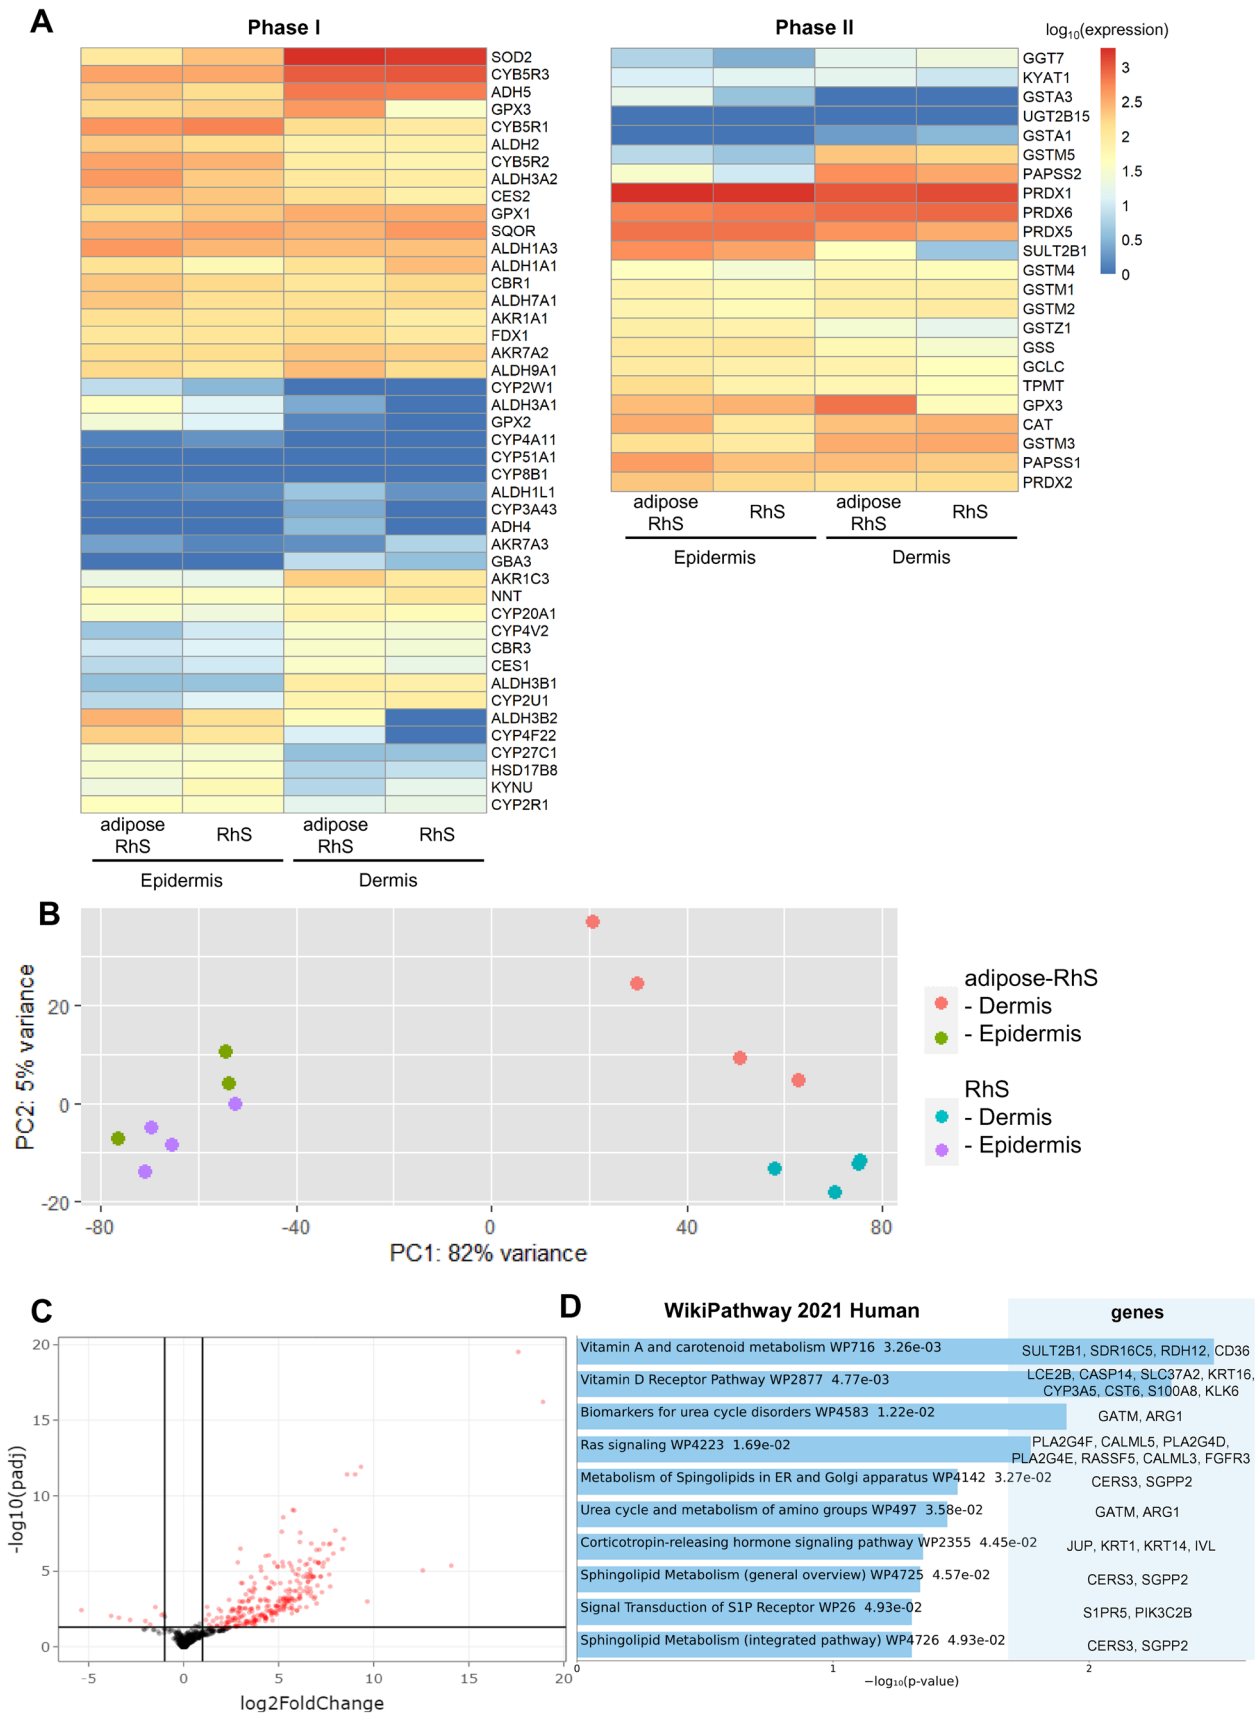 A
Phase I
Phase II
log₁₀(expression)
SOD2
CYB5R3
ADH5
GPX3
CYB5R1
ALDH2
CYB5R2
ALDH3A2
CES2
GPX1
SQOR
ALDH1A3
ALDH1A1
CBR1
ALDH7A1
AKR1A1
FDX1
AKR7A2
ALDH9A1
CYP2W1
ALDH3A1
GPX2
CYP4A11
CYP51A1
CYP8B1
ALDH1L1
CYP3A43
ADH4
AKR7A3
GBA3
AKR1C3
NNT
CYP20A1
CYP4V2
CBR3
CES1
ALDH3B1
CYP2U1
ALDH3B2
CYP4F22
CYP27C1
HSD17B8
KYNU
CYP2R1
adipose RhS
RhS
adipose RhS
RhS
Epidermis
Dermis
GGT7
KYAT1
GSTA3
UGT2B15
GSTA1
GSTM5
PAPSS2
PRDX1
PRDX6
PRDX5
SULT2B1
GSTM4
GSTM1
GSTM2
GSTZ1
GSS
GCLC
TPMT
GPX3
CAT
GSTM3
PAPSS1
PRDX2
adipose RhS
RhS
adipose RhS
RhS
Epidermis
Dermis
3
2.5
2
1.5
1
0.5
0
B
PC2: 5% variance
20
0
-20
-80
-40
0
40
80
PC1: 82% variance
adipose-RhS
- Dermis
- Epidermis
RhS
- Dermis
- Epidermis
C
-log10(padj)
20
15
10
5
0
-5
0
5
10
15
20
log2FoldChange
D
WikiPathway 2021 Human
genes
Vitamin A and carotenoid metabolism WP716 3.26e-03
SULT2B1, SDR16C5, RDH12, CD36
Vitamin D Receptor Pathway WP2877 4.77e-03
LCE2B, CASP14, SLC37A2, KRT16,
CYP3A5, CST6, S100A8, KLK6
Biomarkers for urea cycle disorders WP4583 1.22e-02
GATM, ARG1
Ras signaling WP4223 1.69e-02
PLA2G4F, CALML5, PLA2G4D,
PLA2G4E, RASSF5, CALML3, FGFR3
Metabolism of Spingolipids in ER and Golgi apparatus WP4142 3.27e-02
CERS3, SGPP2
Urea cycle and metabolism of amino groups WP497 3.58e-02
GATM, ARG1
Corticotropin-releasing hormone signaling pathway WP2355 4.45e-02
JUP, KRT1, KRT14, IVL
Sphingolipid Metabolism (general overview) WP4725 4.57e-02
CERS3, SGPP2
Signal Transduction of S1P Receptor WP26 4.93e-02
S1PR5, PIK3C2B
Sphingolipid Metabolism (integrated pathway) WP4726 4.93e-02
CERS3, SGPP2
0
1
2
−log₁₀(p-value)